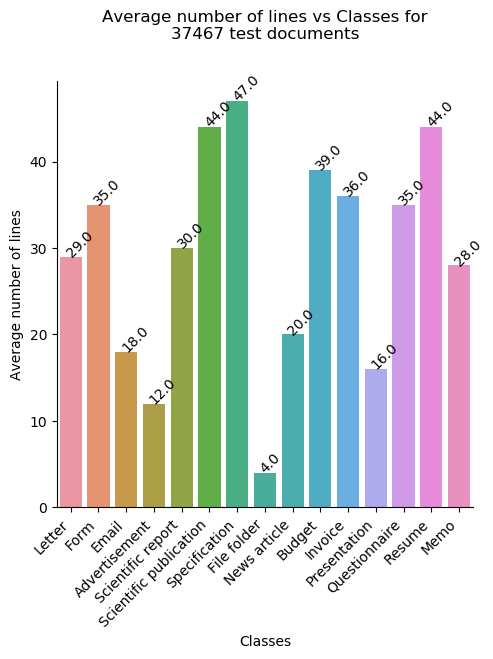 Average number of lines vs Classes for
37467 test documents
Average number of lines
40
30
20
10
0
29.0
35.0
18.0
12.0
30.0
44.0
47.0
4.0
20.0
39.0
36.0
16.0
35.0
44.0
28.0
Letter
Form
Email
Advertisement
Scientific report
Scientific publication
Specification
File folder
News article
Budget
Invoice
Presentation
Questionnaire
Resume
Memo
Classes